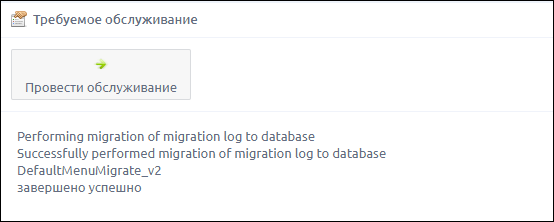 Требуемое обслуживание
Провести обслуживание
Performing migration of migration log to database
Successfully performed migration of migration log to database
DefaultMenuMigrate_v2
завершено успешно